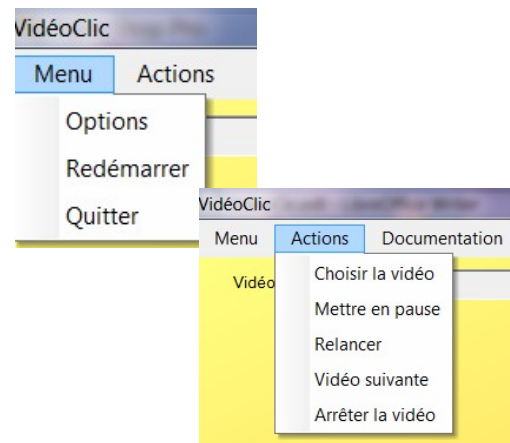 VidéoClic
Menu Actions
Options
Redémarrer
Quitter
VidéoClic
Menu Actions Documentation
Vidéo
Choisir la vidéo
Mettre en pause
Relancer
Vidéo suivante
Arrêter la vidéo